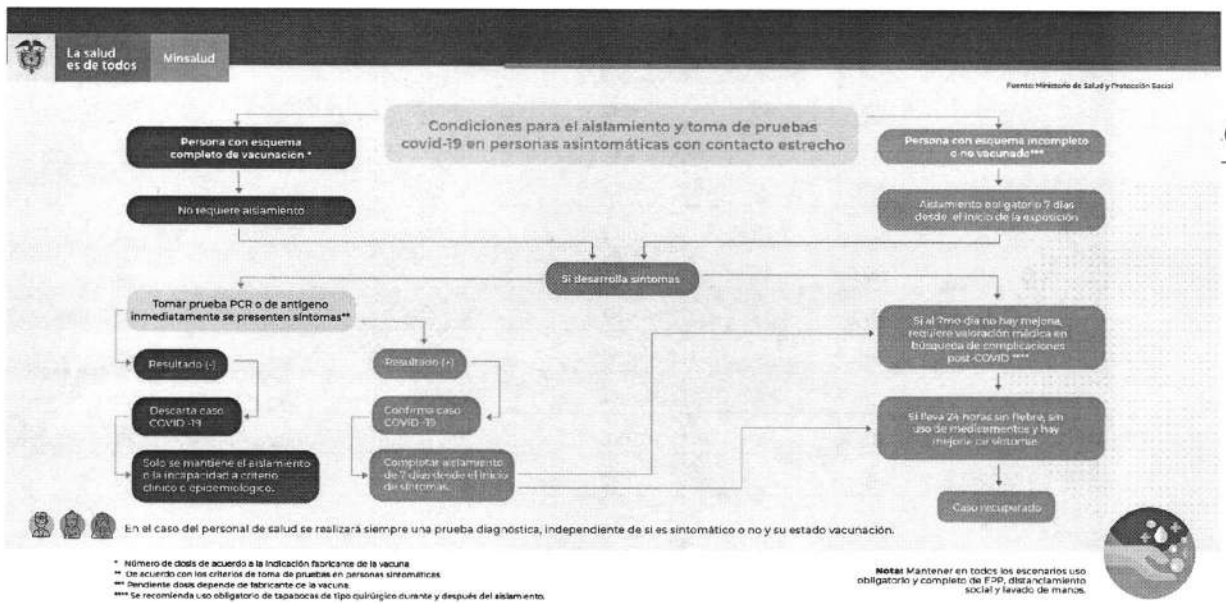 La salud
es de todos
Minsalud
Fuente: Ministerio de Salud y Protección Social
Condiciones para el aislamiento y toma de pruebas
covid-19 en personas asintomáticas con contacto estrecho
Persona con esquema
completo de vacunación *
Persona con esquema incompleto
o no vacunado***
No requiere aislamiento
Aislamiento obligatorio 7 días
desde el inicio de la exposición
Si desarrolla síntomas
Tomar prueba PCR o de antígeno
inmediatamente se presenten síntomas**
Resultado (-)
Resultado (+)
Si al 7mo día no hay mejora,
requiere valoración médica en
búsqueda de complicaciones
post-COVID ****
Descarta caso
COVID -19
Confirma caso
COVID -19
Si lleva 24 horas sin fiebre, sin
uso de medicamentos y hay
mejoría de síntomas
Solo se mantiene el aislamiento
o la incapacidad a criterio
clínico o epidemiológico.
Completar aislamiento
de 7 días desde el inicio
de síntomas.
Caso recuperado
En el caso del personal de salud se realizará siempre una prueba diagnóstica, independiente de si es sintomático o no y su estado vacunación.
* Número de dosis de acuerdo a la indicación fabricante de la vacuna
** De acuerdo con los criterios de toma de pruebas en personas sintomáticas
*** Pendiente dosis depende de fabricante de la vacuna.
**** Se recomienda uso obligatorio de tapabocas de tipo quirúrgico durante y después del aislamiento.
Nota: Mantener en todos los escenarios uso
obligatorio y completo de EPP, distanciamiento
social y lavado de manos.